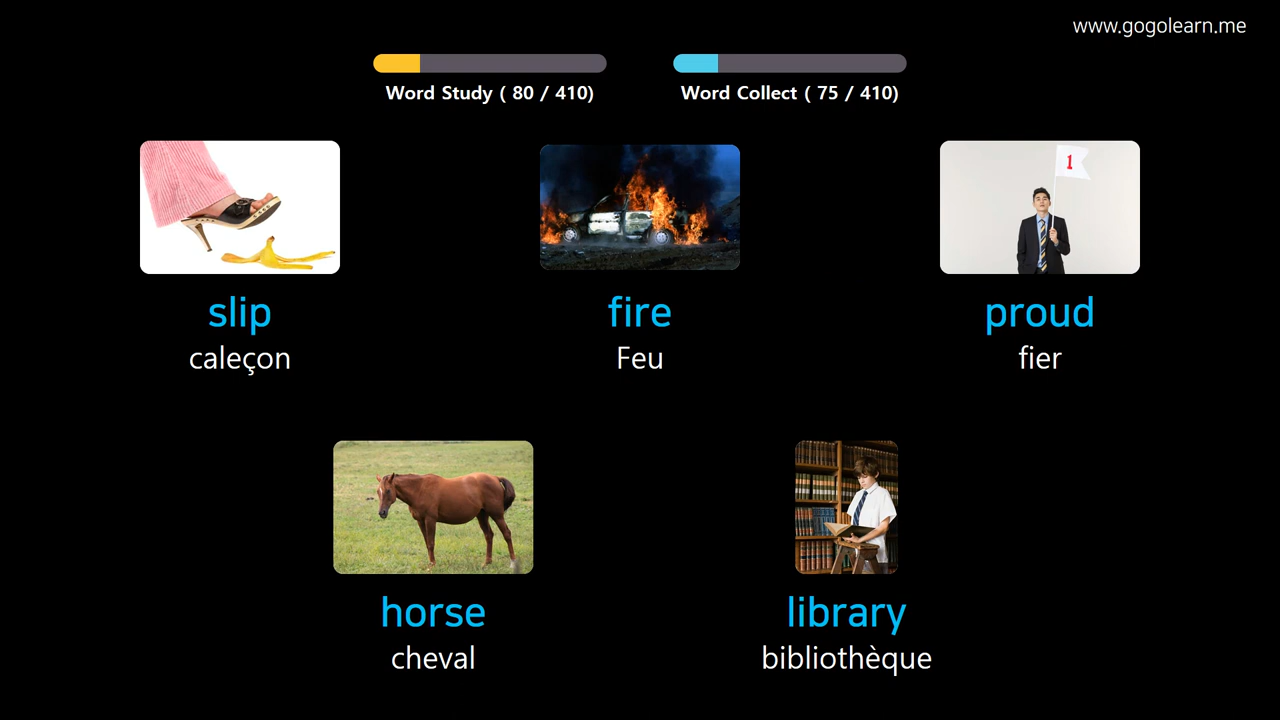 www.gogolearn.me
Word Study ( 80 / 410)
Word Collect ( 75 / 410)
1
slip
caleçon
fire
Feu
proud
fier
horse
cheval
library
bibliothèque